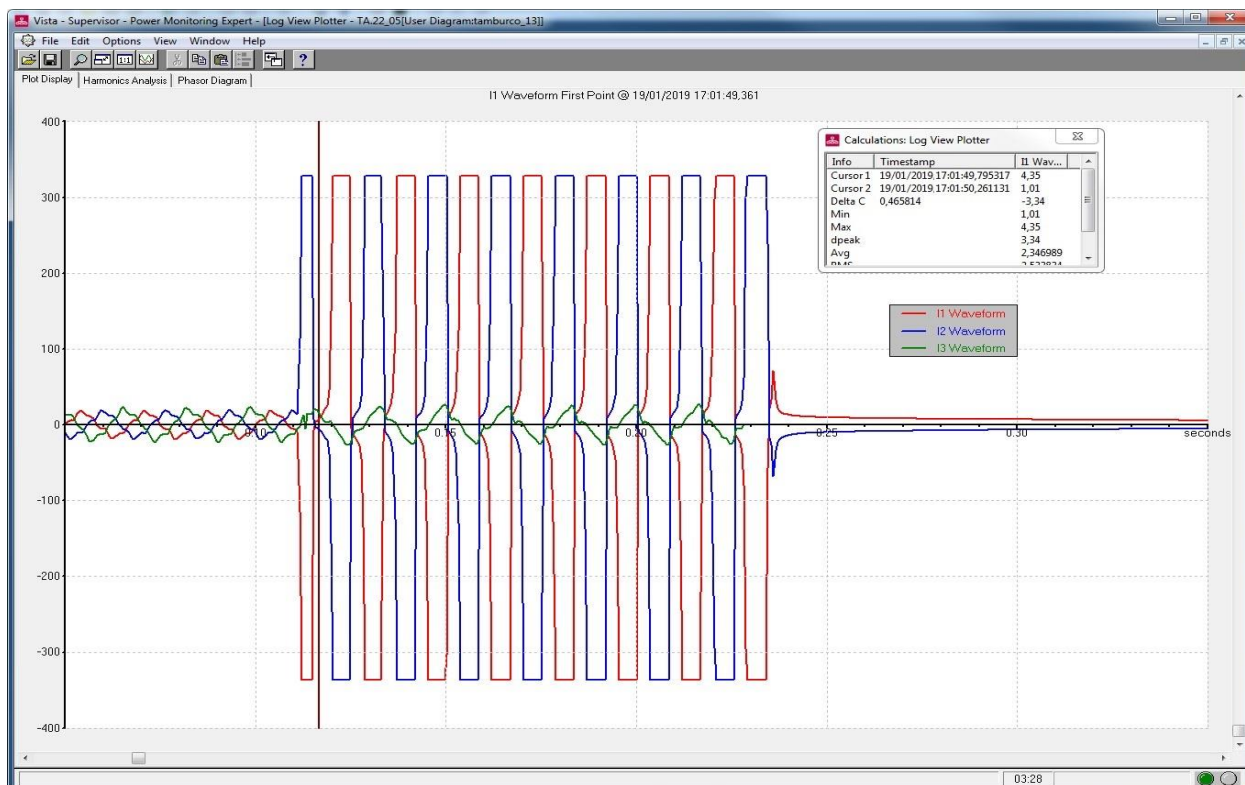 Vista - Supervisor - Power Monitoring Expert - [Log View Plotter - TA.22_05[User Diagram:tamburco_13]]
File Edit Options View Window Help
1:1 ?
Plot Display Harmonics Analysis Phasor Diagram
I1 Waveform First Point @ 19/01/2019 17:01:49,361
400
300
200
100
0
-100
-200
-300
-400
0.15 0.20 0.25 0.30 seconds
Calculations: Log View Plotter
Info Timestamp I1 Wav...
Cursor 1 19/01/2019,17:01:49,795317 4,35
Cursor 2 19/01/2019,17:01:50,261131 1,01
Delta C 0,465814 -3,34
Min 1,01
Max 4,35
dpeak 3,34
Avg 2,346989
I1 Waveform
I2 Waveform
I3 Waveform
03:28